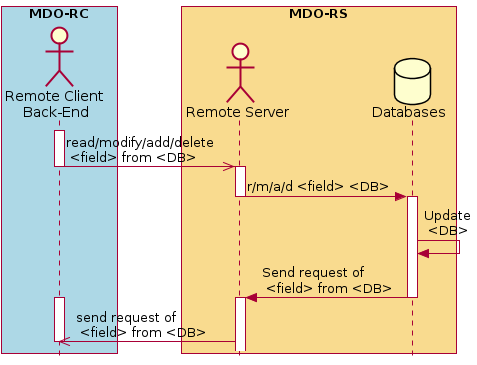 MDO-RC
MDO-RS
Remote Client
Back-End
Remote Server
Databases
read/modify/add/delete
<field> from <DB>
r/m/a/d <field> <DB>
Update
<DB>
Send request of
<field> from <DB>
send request of
<field> from <DB>